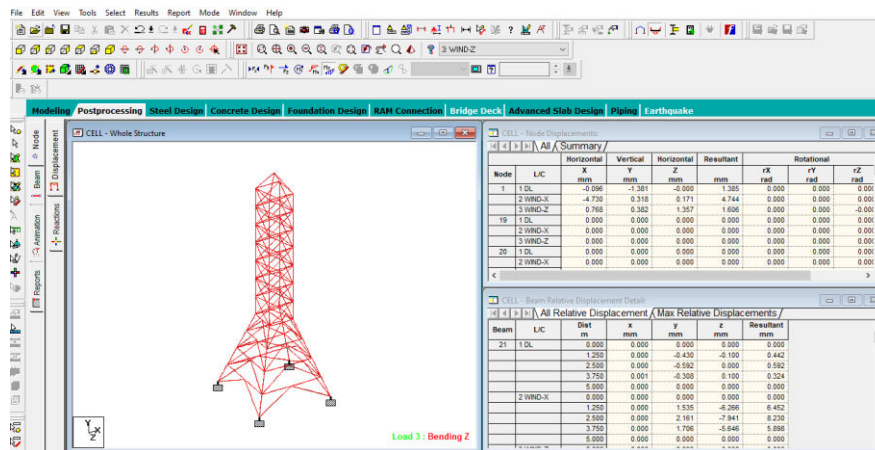 File Edit View Tools Select Results Report Mode Window Help
3 WIND-Z
Modeling Postprocessing Steel Design Concrete Design Foundation Design RAM Connection Bridge Deck Advanced Slab Design Piping Earthquake
Node
Beam
Animation
Reports
Displacement
Reactions
CELL - Whole Structure
Y
X
Z
Load 3 : Bending Z
CELL - Node Displacements:
All Summary
Horizontal Vertical Horizontal Resultant Rotational
Node L/C X mm Y mm Z mm mm rX rad rY rad rZ rad
1 1 DL -0.096 -1.381 -0.000 1.385 0.000 0.000 0.000
2 WIND-X -4.730 0.318 0.171 4.744 0.000 0.000 0.000
3 WIND-Z 0.768 0.382 1.357 1.606 0.000 0.000 -0.000
19 1 DL 0.000 0.000 0.000 0.000 0.000 0.000 0.000
2 WIND-X 0.000 0.000 0.000 0.000 0.000 0.000 0.000
3 WIND-Z 0.000 0.000 0.000 0.000 0.000 0.000 0.000
20 1 DL 0.000 0.000 0.000 0.000 0.000 0.000 0.000
2 WIND-X 0.000 0.000 0.000 0.000 0.000 0.000 0.000
CELL - Beam Relative Displacement Detail:
All Relative Displacement Max Relative Displacements
Beam L/C Dist m x mm y mm z mm Resultant mm
21 1 DL 0.000 0.000 0.000 0.000 0.000
1.250 0.000 -0.430 -0.100 0.442
2.500 0.000 -0.592 0.000 0.592
3.750 0.001 -0.308 0.100 0.324
5.000 0.000 0.000 0.000 0.000
2 WIND-X 0.000 0.000 0.000 0.000 0.000
1.250 0.000 1.535 -6.266 6.452
2.500 0.000 2.161 -7.941 8.230
3.750 0.000 1.706 -5.646 5.898
5.000 0.000 0.000 0.000 0.000